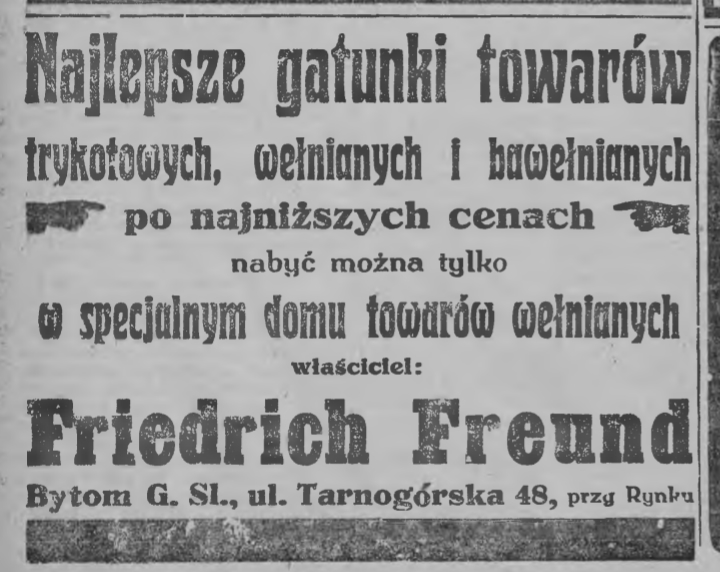 Najlepsze gatunki towarów
trykotowych, wełnianych i bawełnianych
po najniższych cenach
nabyć można tylko
w specjalnym domu towarów wełnianych
właściciel:
Friedrich Freund
Bytom G. Sl., ul. Tarnogórska 48, przy Rynku